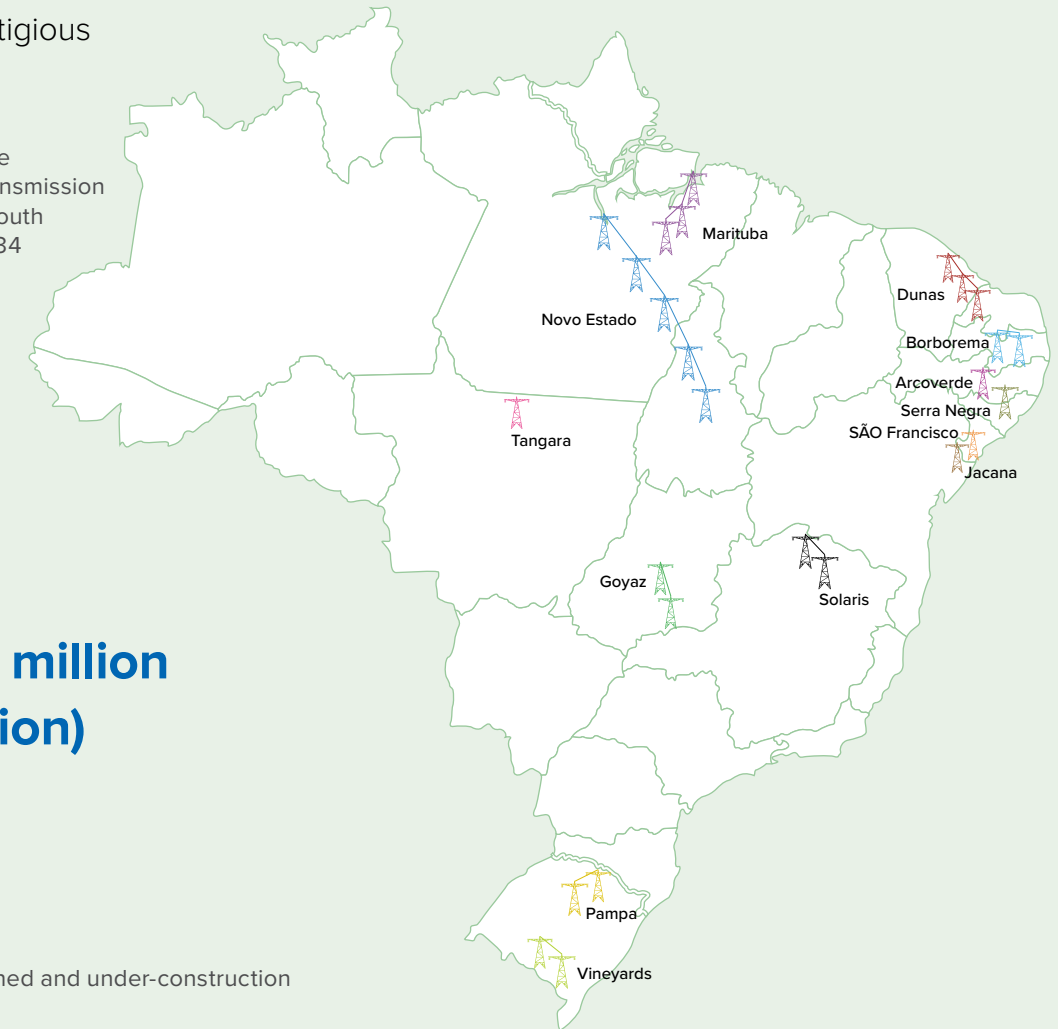 tigious
e
nsmission
outh
34
Marituba
Dunas
Novo Estado
Borborema
Arcoverde
Serra Negra
Tangara
SÃO Francisco
Jacana
Goyaz
Solaris
million
ion)
Pampa
Vineyards
ned and under-construction